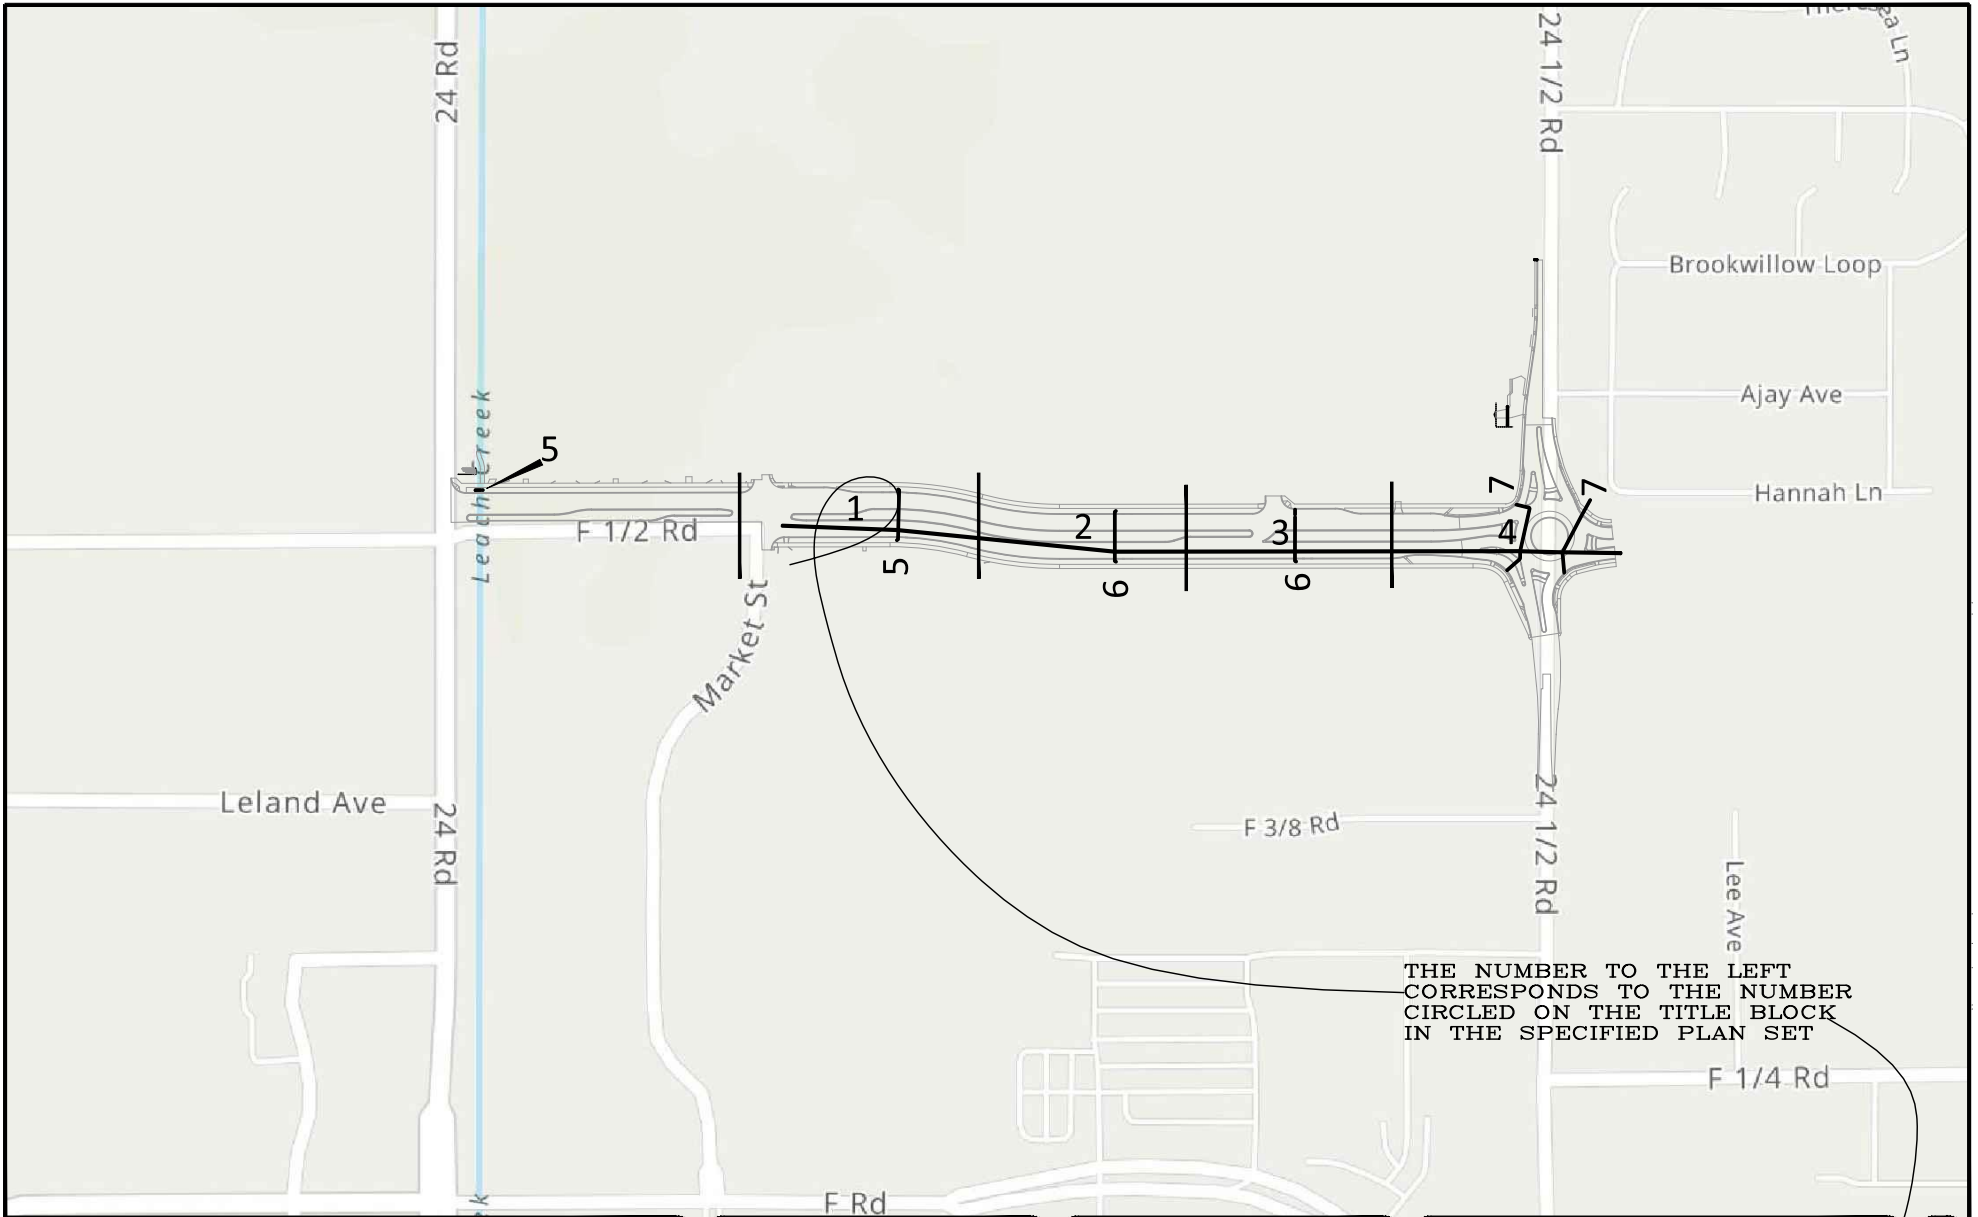 24 Rd
24 1/2 Rd
Brookwillow Loop
Ajay Ave
Leach Creek
5
7
7
Hannah Ln
1
2
3
4
F 1/2 Rd
5
6
6
Market St
Leland Ave
24 Rd
24 1/2 Rd
F 3/8 Rd
Lee Ave
THE NUMBER TO THE LEFT
CORRESPONDS TO THE NUMBER
CIRCLED ON THE TITLE BLOCK
IN THE SPECIFIED PLAN SET
F 1/4 Rd
F Rd